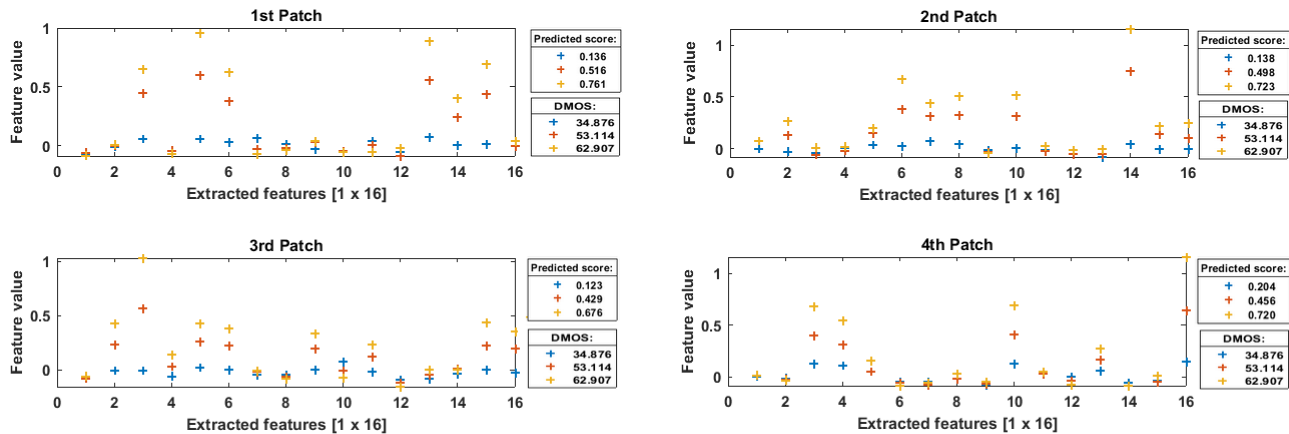 1st Patch
1
0.5
0
Feature value
0 2 4 6 8 10 12 14 16
Extracted features [1 x 16]
Predicted score:
0.136
0.516
0.761
DMOS:
34.876
53.114
62.907
2nd Patch
1
0.5
0
Feature value
0 2 4 6 8 10 12 14 16
Extracted features [1 x 16]
Predicted score:
0.138
0.498
0.723
DMOS:
34.876
53.114
62.907
3rd Patch
1
0.5
0
Feature value
0 2 4 6 8 10 12 14 16
Extracted features [1 x 16]
Predicted score:
0.123
0.429
0.676
DMOS:
34.876
53.114
62.907
4th Patch
1
0.5
0
Feature value
0 2 4 6 8 10 12 14 16
Extracted features [1 x 16]
Predicted score:
0.204
0.456
0.720
DMOS:
34.876
53.114
62.907